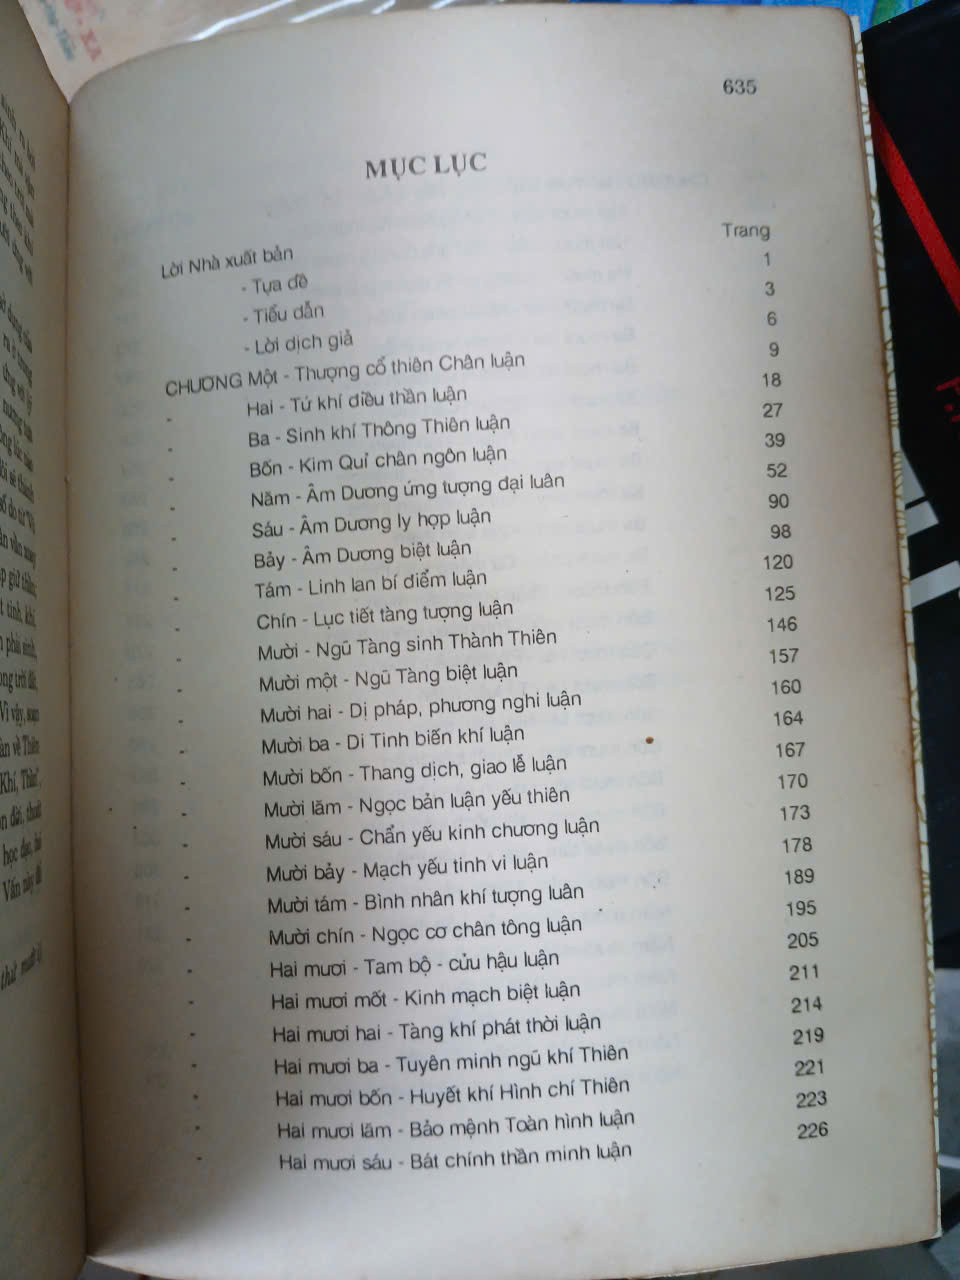 635
MỤC LỤC
Trang
Lời Nhà xuất bản
- Tựa đề 1
- Tiểu dẫn 3
- Lời dịch giả 6
CHƯƠNG Một - Thượng cổ thiên Chân luận 9
- Hai - Tứ khí điều thần luận 18
- Ba - Sinh khí Thông Thiên luận 27
- Bốn - Kim Quỉ chân ngôn luận 39
- Năm - Âm Dương ứng tượng đại luân 52
- Sáu - Âm Dương ly hợp luận 90
- Bảy - Âm Dương biệt luận 98
- Tám - Linh lan bí điểm luận 120
- Chín - Lục tiết tàng tượng luận 125
- Mười - Ngũ Tàng sinh Thành Thiên 146
- Mười một - Ngũ Tàng biệt luận 157
- Mười hai - Dị pháp, phương nghi luận 160
- Mười ba - Di Tinh biến khí luận 164
- Mười bốn - Thang dịch, giao lễ luận 167
- Mười lăm - Ngọc bản luận yếu thiên 170
- Mười sáu - Chẩn yếu kinh chương luận 173
- Mười bảy - Mạch yếu tinh vi luận 178
- Mười tám - Bình nhân khí tượng luân 189
- Mười chín - Ngọc cơ chân tông luận 195
- Hai mươi - Tam bộ - cửu hậu luận 205
- Hai mươi mốt - Kinh mạch biệt luận 211
- Hai mươi hai - Tàng khí phát thời luận 214
- Hai mươi ba - Tuyên minh ngũ khí Thiên 219
- Hai mươi bốn - Huyết khí Hình chí Thiên 221
- Hai mươi lăm - Bảo mệnh Toàn hình luận 223
- Hai mươi sáu - Bát chính thần minh luận 226